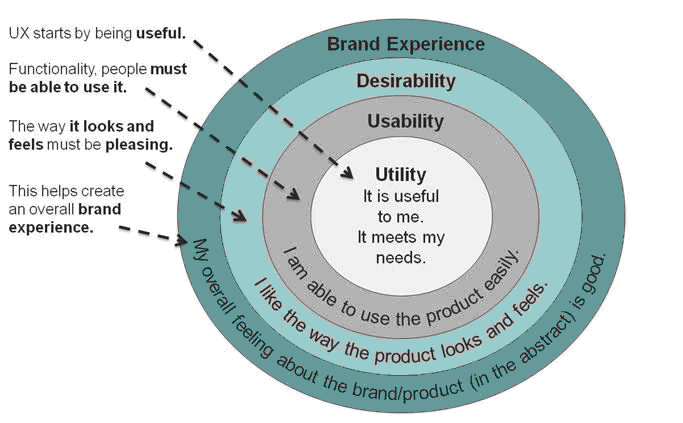 UX starts by being useful.
Functionality, people must
be able to use it.
The way it looks and
feels must be pleasing.
This helps create
an overall brand
experience.
Brand Experience
Desirability
Usability
Utility
It is useful
to me.
It meets my
needs.
I am able to use the product easily.
I like the way the product looks and feels.
My overall feeling about the brand/product (in the abstract) is good.